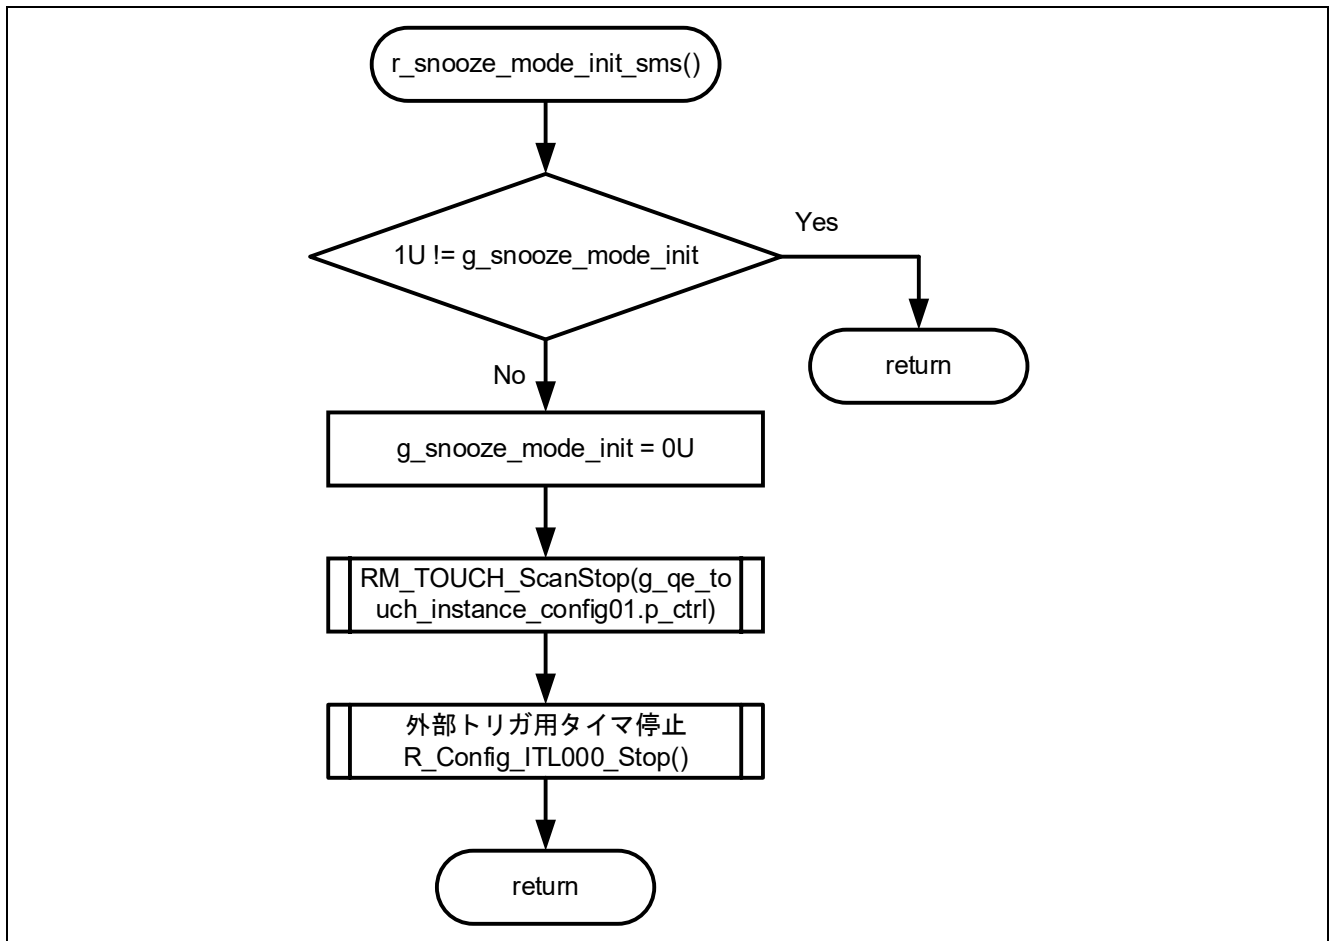 r_snooze_mode_init_sms()
1U != g_snooze_mode_init
Yes
return
No
g_snooze_mode_init = 0U
RM_TOUCH_ScanStop(g_qe_to
uch_instance_config01.p_ctrl)
外部トリガ用タイマ停止
R_Config_ITL000_Stop()
return